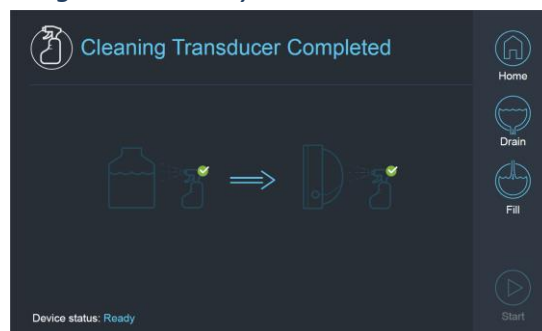 Cleaning Transducer Completed
Home
Drain
Fill
Start
Device status: Ready